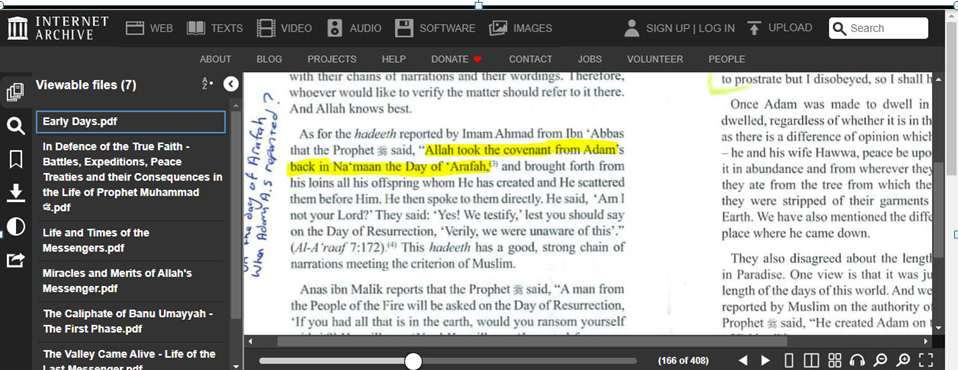 INTERNET
ARCHIVE
WEB
TEXTS
VIDEO
AUDIO
SOFTWARE
IMAGES
SIGN UP | LOG IN
UPLOAD
Search
ABOUT
BLOG
PROJECTS
HELP
DONATE
CONTACT
JOBS
VOLUNTEER
PEOPLE
Viewable files (7)
Early Days.pdf
In Defence of the True Faith -
Battles, Expeditions, Peace
Treaties and their Consequences in
the Life of Prophet Muhammad
ﷺ.pdf
Life and Times of the
Messengers.pdf
Miracles and Merits of Allah's
Messenger.pdf
The Caliphate of Banu Umayyah -
The First Phase.pdf
The Valley Came Alive - Life of the
Last Messenger.pdf
on the day of Arafah
When Adam A.S repented ?
with their chains of narrations and their wordings. Therefore,
whoever would like to verify the matter should refer to it there.
And Allah knows best.
As for the hadeeth reported by Imam Ahmad from Ibn ‘Abbas
that the Prophet ﷺ said, “Allah took the covenant from Adam’s
back in Na‘maan the Day of ‘Arafah,(3) and brought forth from
his loins all his offspring whom He has created and He scattered
them before Him. He then spoke to them directly. He said, ‘Am I
not your Lord?’ They said: ‘Yes! We testify,’ lest you should say
on the Day of Resurrection, ‘Verily, we were unaware of this’.”
(Al-A‘raaf 7:172).(4) This hadeeth has a good, strong chain of
narrations meeting the criterion of Muslim.
Anas ibn Malik reports that the Prophet ﷺ said, “A man from
the People of the Fire will be asked on the Day of Resurrection,
‘If you had all that is in the earth, would you ransom yourself
to prostrate but I disobeyed, so I shall
Once Adam was made to dwell in
dwelled, regardless of whether it is in th
as there is a difference of opinion which
– he and his wife Hawwa, peace be upo
it in abundance and from wherever they
they ate from the tree from which the
they were stripped of their garments
Earth. We have also mentioned the diffe
place where he came down.
They also disagreed about the length
in Paradise. One view is that it was ju
length of the days of this world. And we
reported by Muslim on the authority of
Prophet ﷺ said, “He created Adam on
(166 of 408)